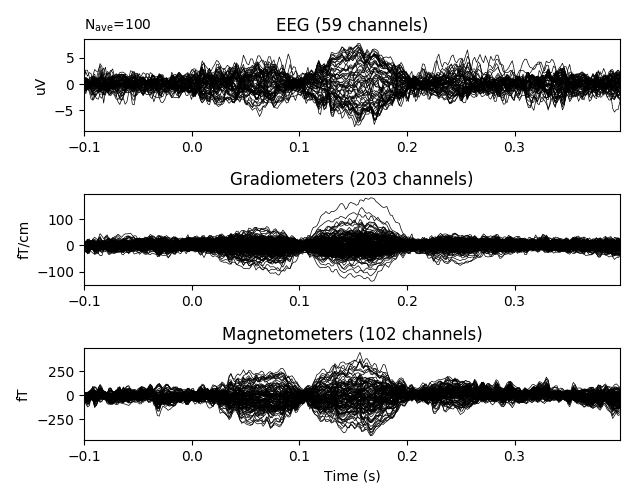 N_ave=100
EEG (59 channels)
uV
5
0
−5
−0.1 0.0 0.1 0.2 0.3
Gradiometers (203 channels)
fT/cm
100
0
−100
−0.1 0.0 0.1 0.2 0.3
Magnetometers (102 channels)
fT
250
0
−250
−0.1 0.0 0.1 0.2 0.3
Time (s)